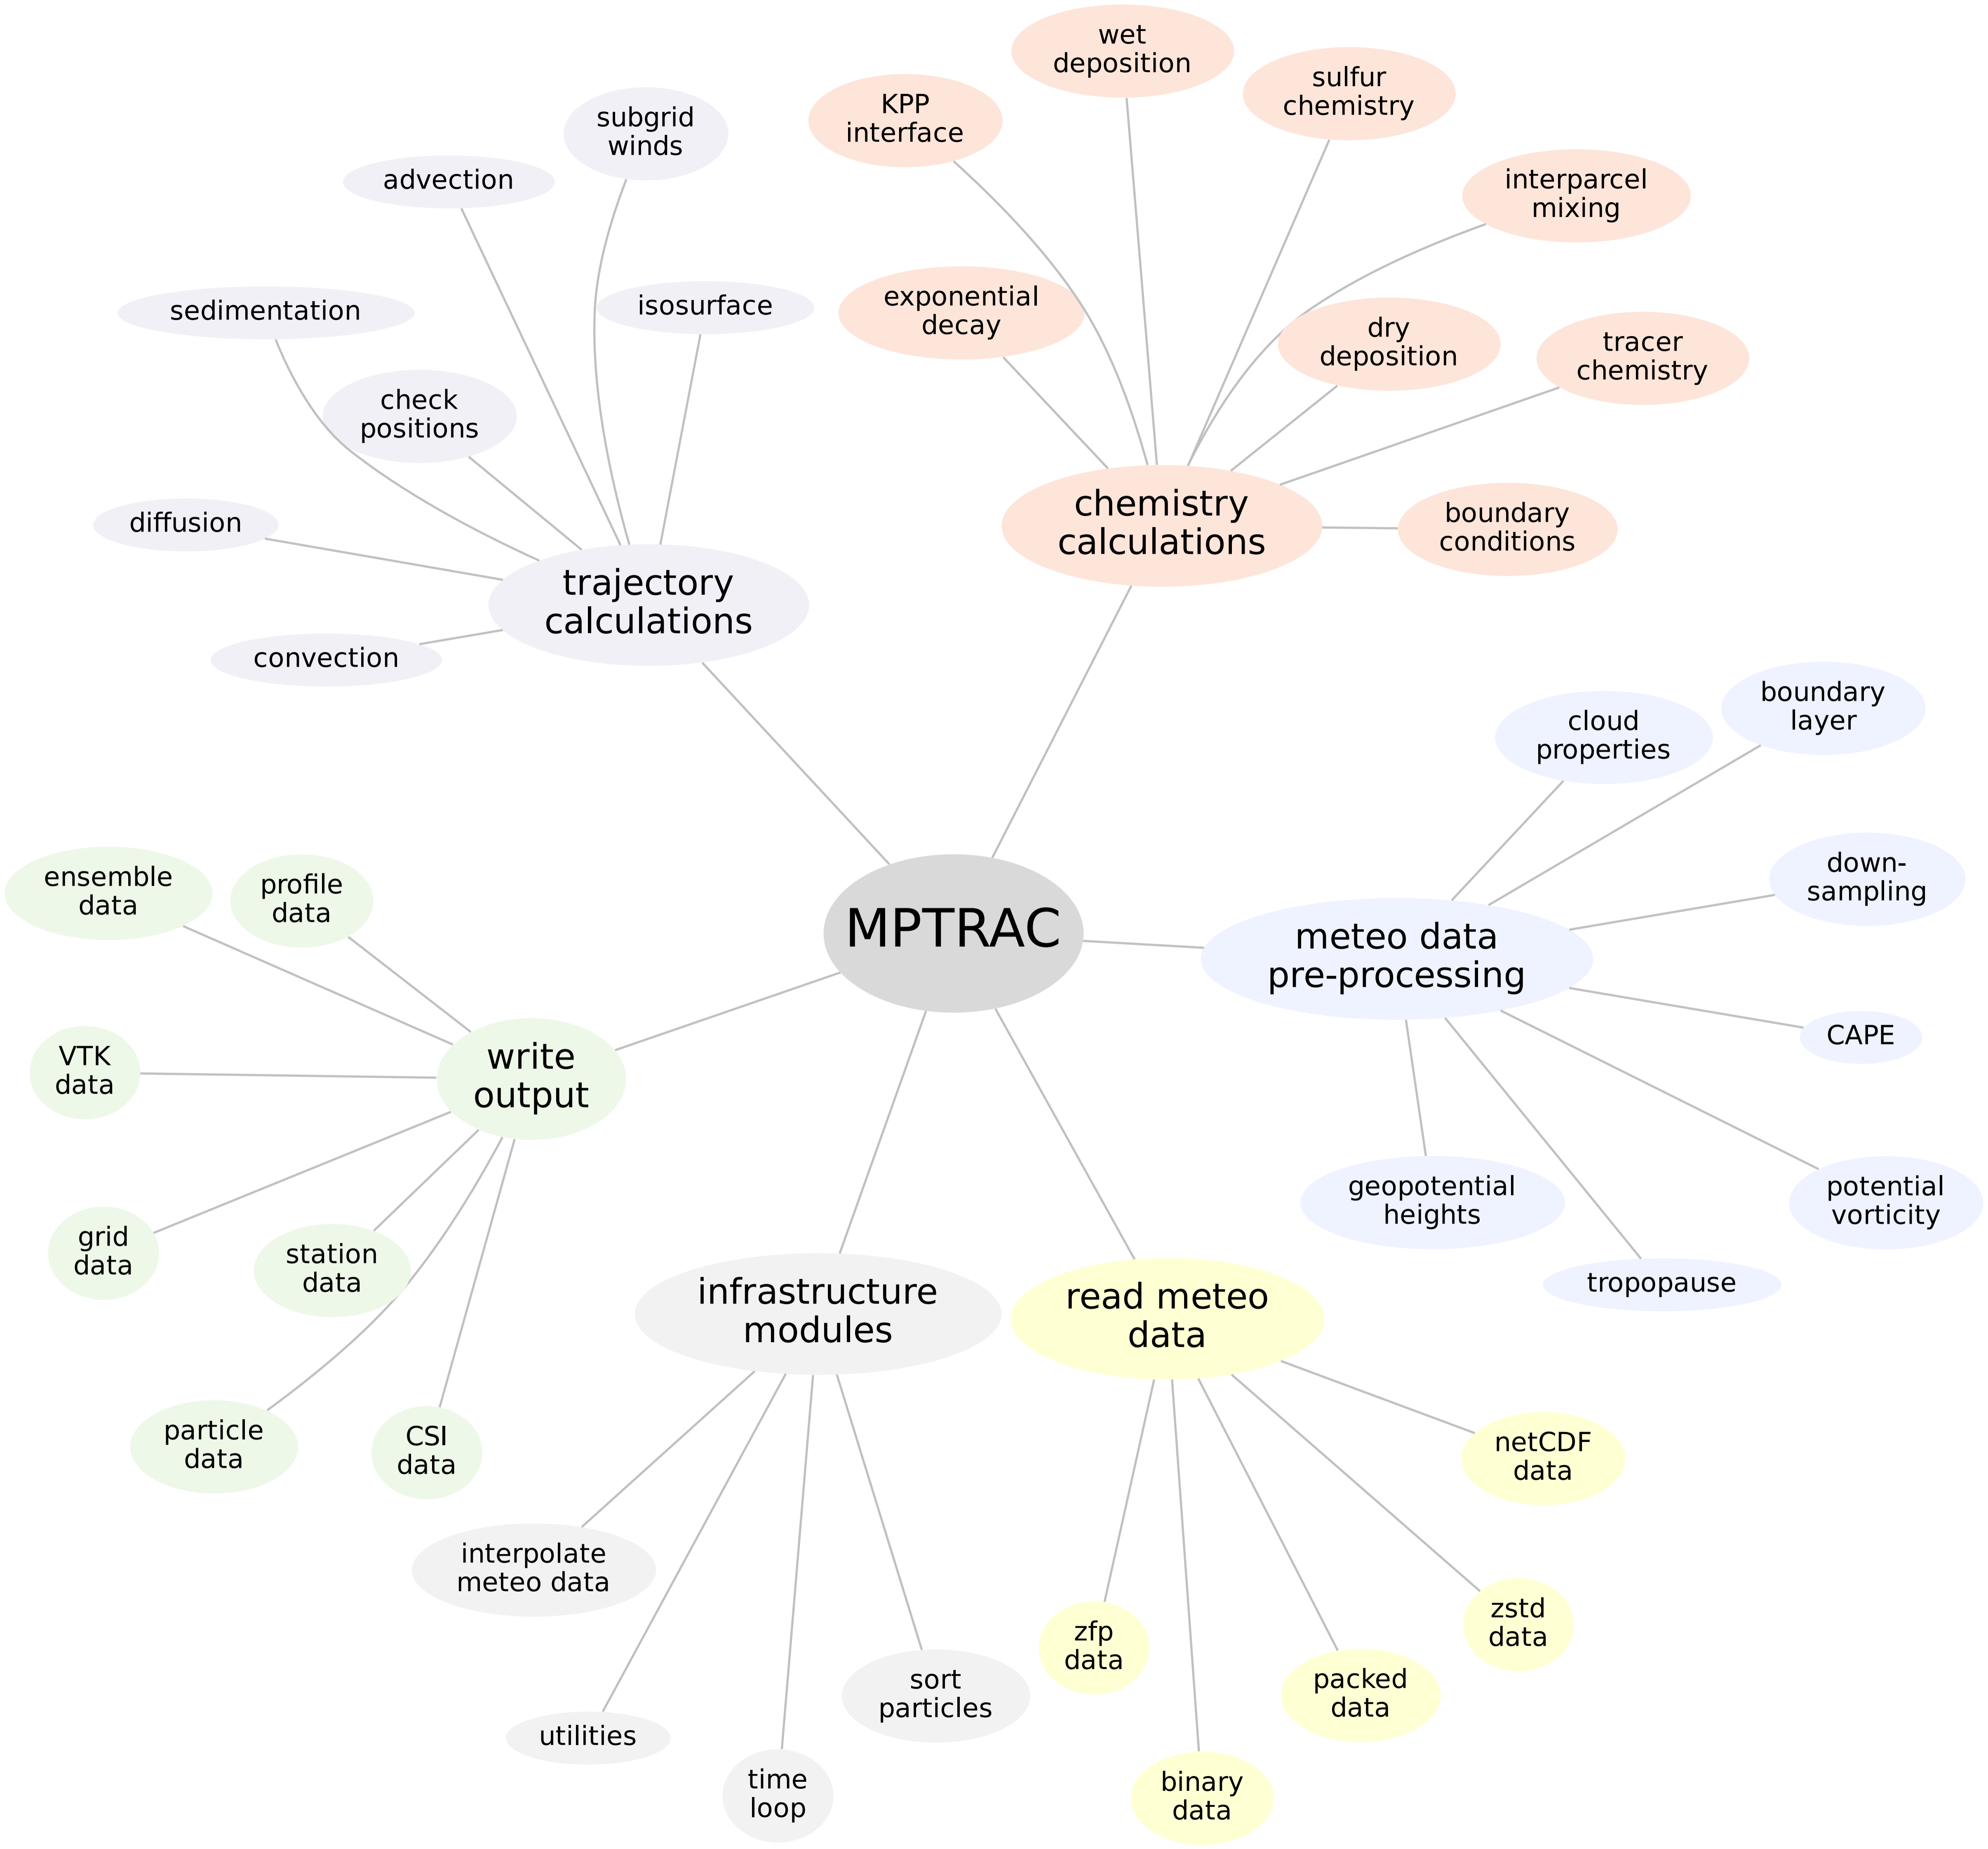 wet
deposition
sulfur
chemistry
KPP
interface
subgrid
winds
advection
interparcel
mixing
exponential
decay
sedimentation
isosurface
dry
deposition
tracer
chemistry
check
positions
diffusion
chemistry
calculations
boundary
conditions
trajectory
calculations
convection
cloud
properties
boundary
layer
ensemble
data
profile
data
MPTRAC
meteo data
pre-processing
down-
sampling
VTK
data
write
output
CAPE
grid
data
station
data
geopotential
heights
potential
vorticity
tropopause
infrastructure
modules
read meteo
data
particle
data
CSI
data
netCDF
data
interpolate
meteo data
zfp
data
zstd
data
sort
particles
packed
data
utilities
time
loop
binary
data